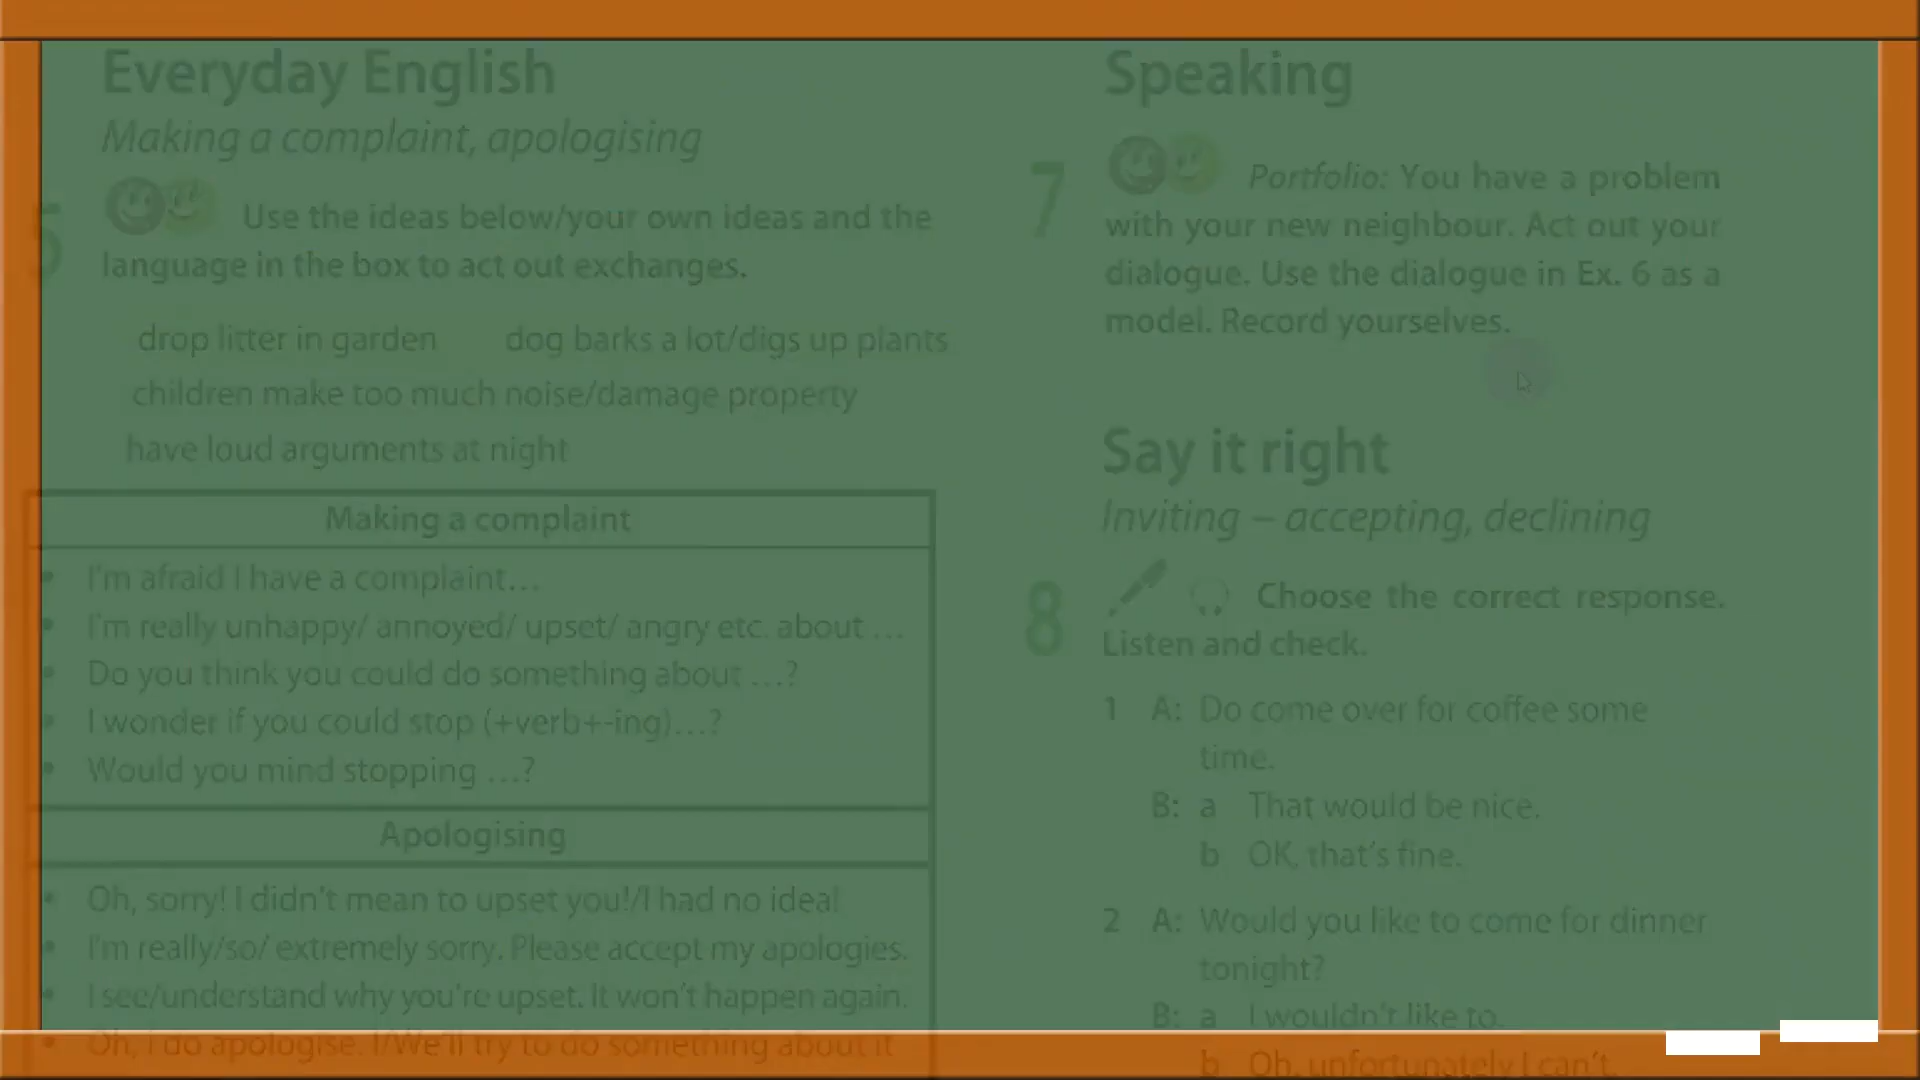 Everyday English
Making a complaint, apologising
5 Use the ideas below/your own ideas and the
language in the box to act out exchanges.
drop litter in garden dog barks a lot/digs up plants
children make too much noise/damage property
have loud arguments at night
Making a complaint
• I'm afraid I have a complaint…
• I'm really unhappy/ annoyed/ upset/ angry etc. about …
• Do you think you could do something about …?
• I wonder if you could stop (+verb+-ing)…?
• Would you mind stopping …?
Apologising
• Oh, sorry! I didn't mean to upset you!/I had no idea!
• I'm really/so/ extremely sorry. Please accept my apologies.
• I see/understand why you're upset. It won't happen again.
• Oh, I do apologise. I/We'll try to do something about it
Speaking
7 Portfolio: You have a problem
with your new neighbour. Act out your
dialogue. Use the dialogue in Ex. 6 as a
model. Record yourselves.
Say it right
Inviting – accepting, declining
8 Choose the correct response.
Listen and check.
1 A: Do come over for coffee some
time.
B: a That would be nice.
b OK, that's fine.
2 A: Would you like to come for dinner
tonight?
B: a I wouldn't like to.
b Oh, unfortunately I can't.